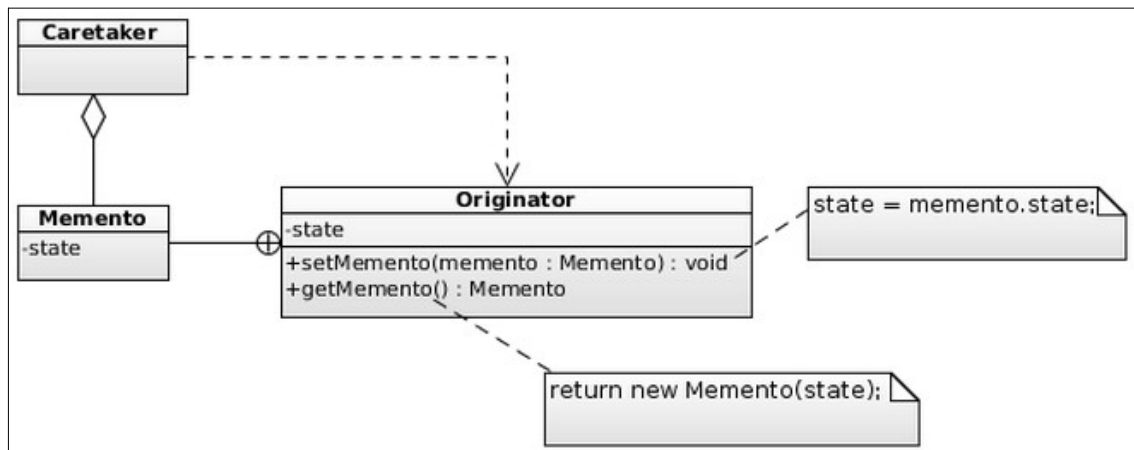 Caretaker
Memento
-state
Originator
-state
+setMemento(memento : Memento) : void
+getMemento() : Memento
state = memento.state;
return new Memento(state);